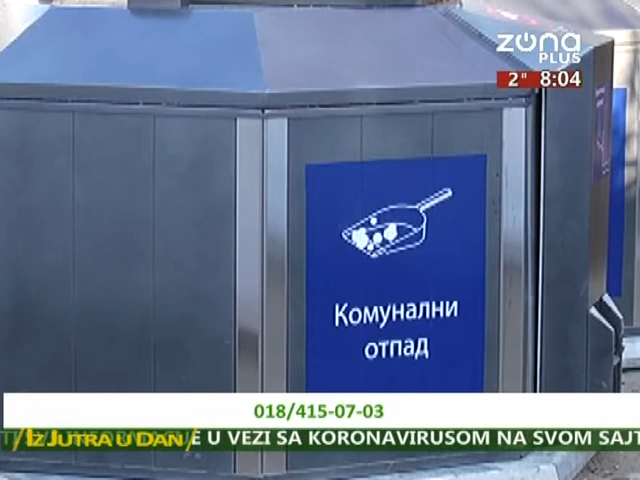 zona
PLUS
2° 8:04
Комунални
отпад
018/415-07-03
IZ JUTRA U DAN
JE U VEZI SA KORONAVIRUSOM NA SVOM SAJT